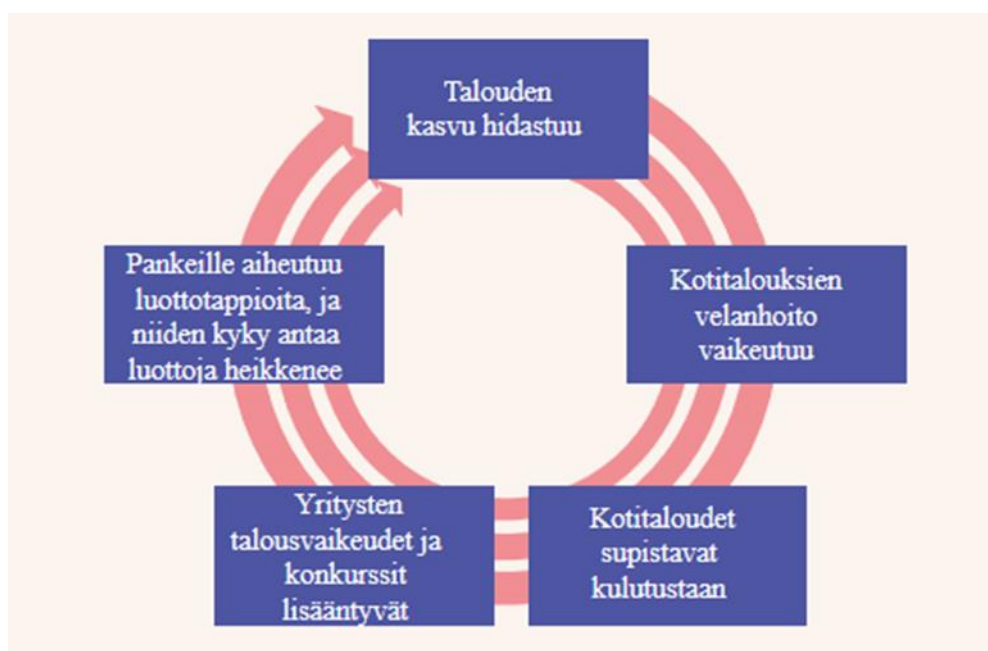 Talouden
kasvu hidastuu
Kotitalouksien
velanhoito
vaikeutuu
Kotitaloudet
supistavat
kulutustaan
Yritysten
talousvaikeudet ja
konkurssit
lisääntyvät
Pankeille aiheutuu
luottotappioita, ja
niiden kyky antaa
luottoja heikkenee